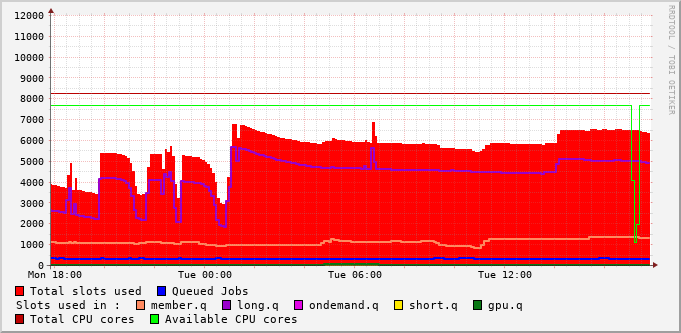 12000
11000
10000
9000
8000
7000
6000
5000
4000
3000
2000
1000
0
Mon 18:00 Tue 00:00 Tue 06:00 Tue 12:00
Total slots used Queued Jobs
Slots used in : member.q long.q ondemand.q short.q gpu.q
Total CPU cores Available CPU cores
RRDTOOL / TOBI OETIKER